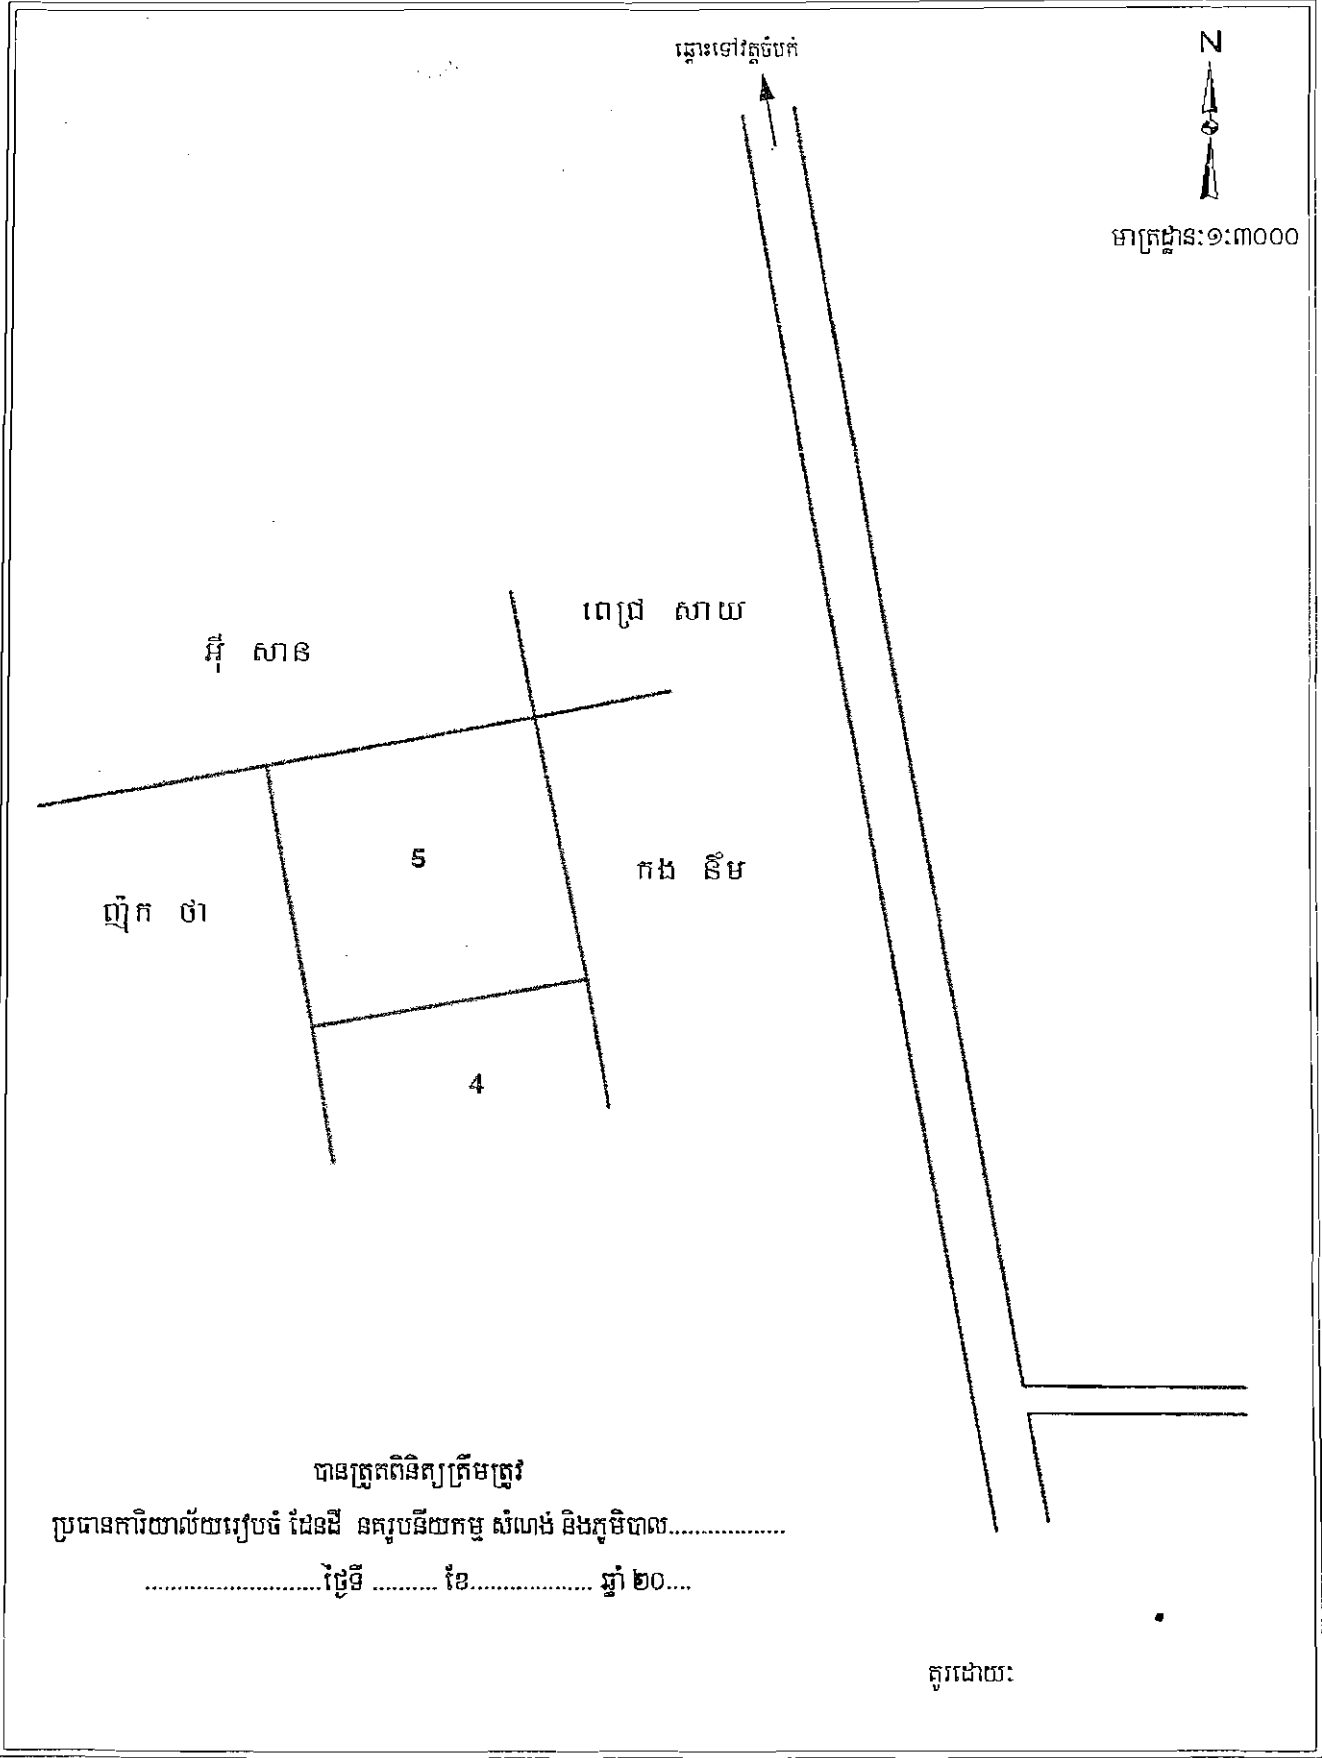 ឆ្ពោះទៅវត្តចំបក់
N
មាត្រដ្ឋានៈ១:៣០០០
ពេជ្រ សាយ
អ៊ី សាន
5
កង ន៉ឹម
ញ៉ុក ថា
4
បានត្រួតពិនិត្យត្រឹមត្រូវ
ប្រធានការិយាល័យរៀបចំ ដែនដី នគរូបនីយកម្ម សំណង់ និងភូមិបាល..................
...........................ថ្ងៃទី .......... ខែ................... ឆ្នាំ ២០....
គូរដោយៈ